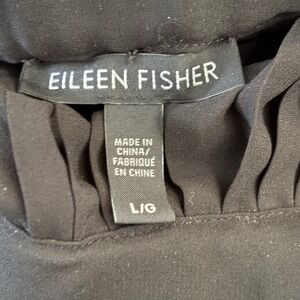 EILEEN FISHER
MADE IN
CHINA/
FABRIQUÉ
EN CHINE
L/G